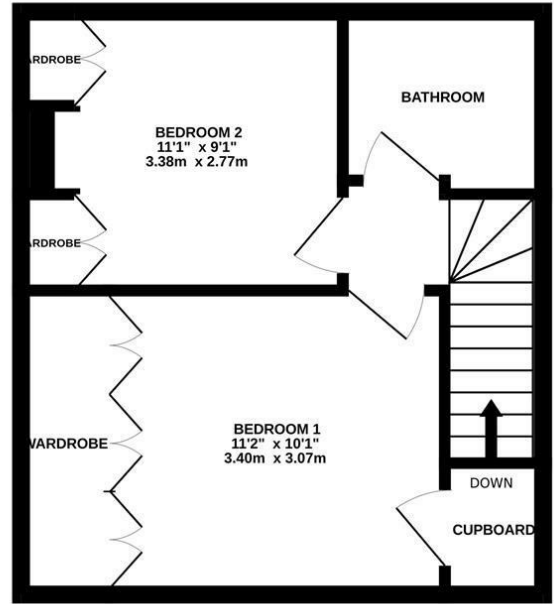 ARDROBE
BATHROOM
BEDROOM 2
11'1" x 9'1"
3.38m x 2.77m
ARDROBE
BEDROOM 1
11'2" x 10'1"
3.40m x 3.07m
WARDROBE
DOWN
CUPBOARD